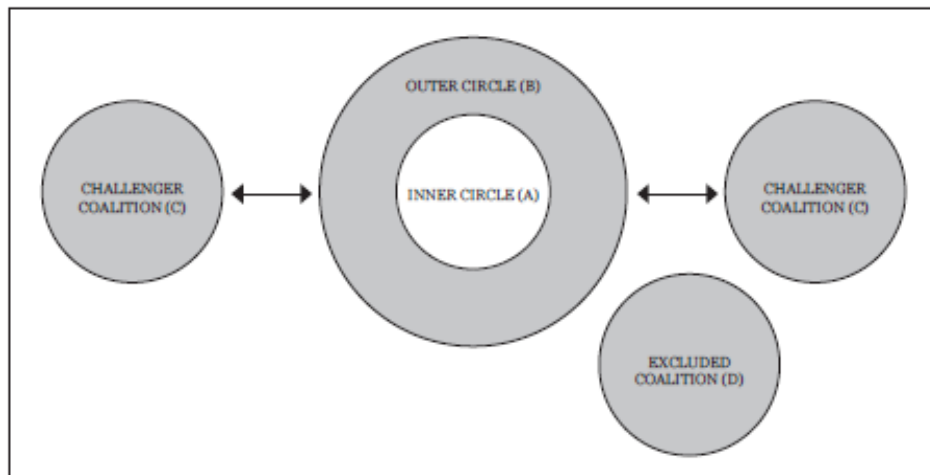 OUTER CIRCLE (B)
CHALLENGER
COALITION (C)
INNER CIRCLE (A)
CHALLENGER
COALITION (C)
EXCLUDED
COALITION (D)